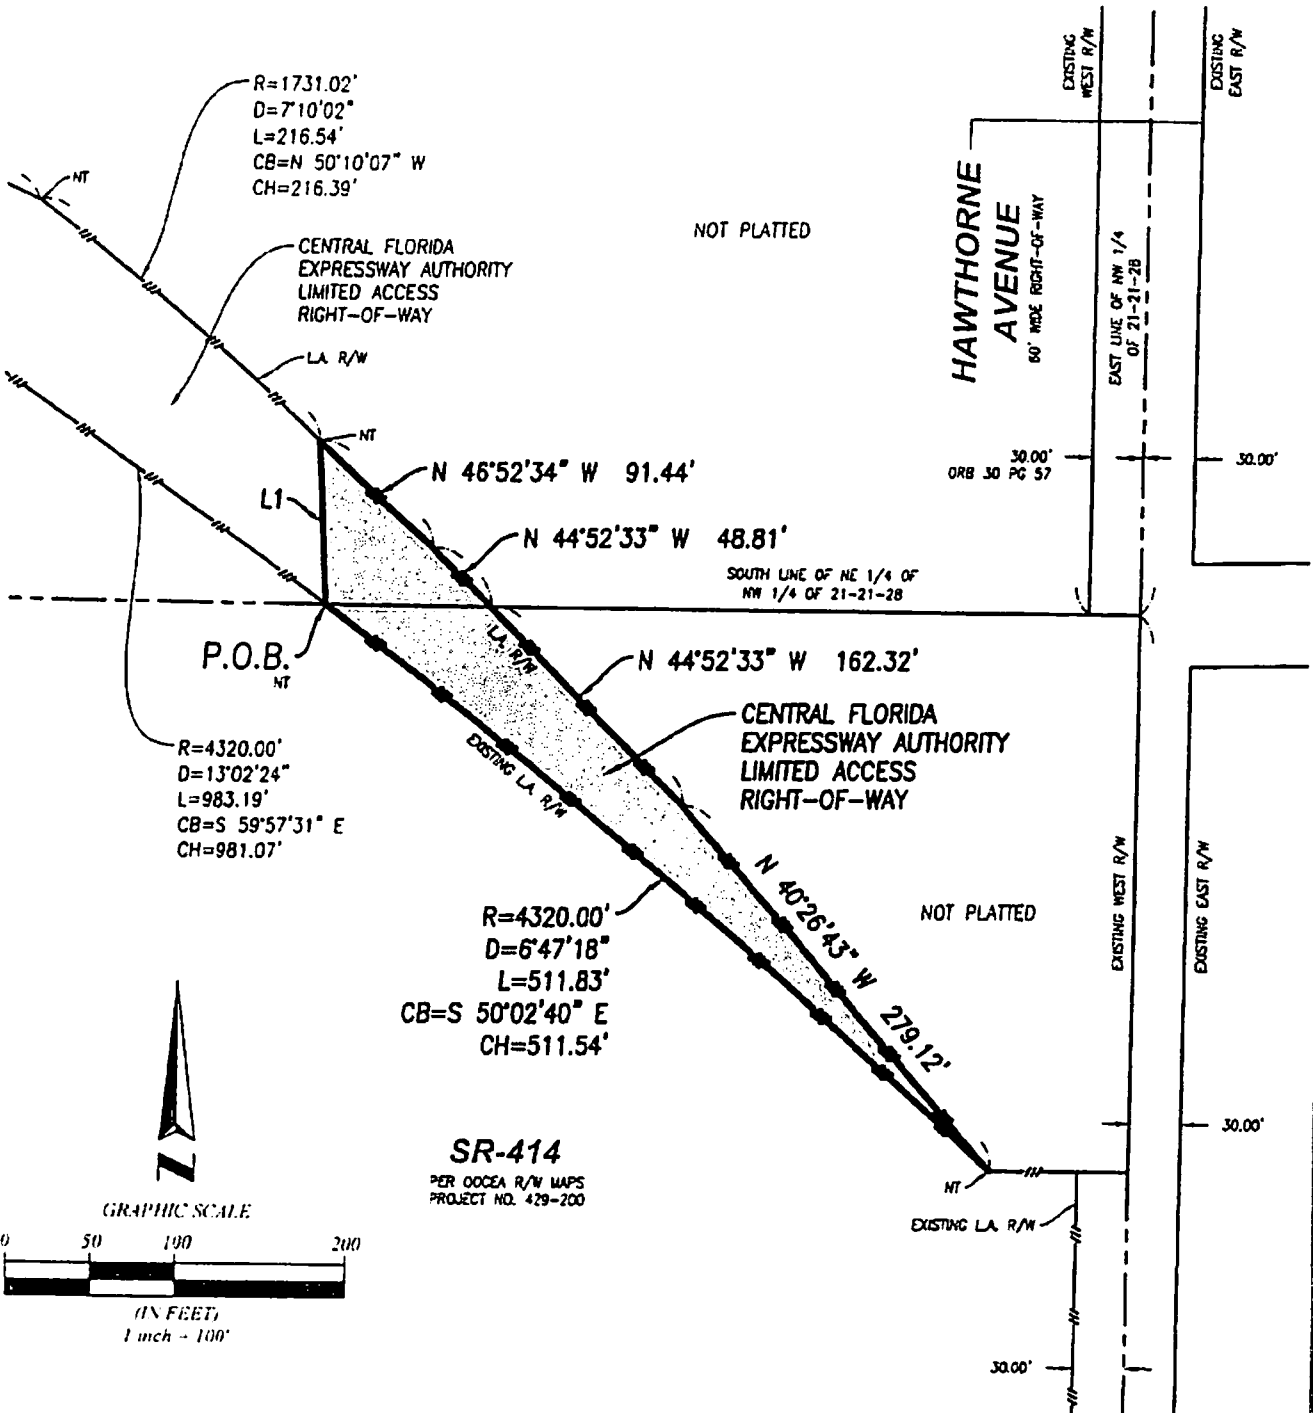 R=1731.02'
D=7°10'02"
L=216.54'
CB=N 50°10'07" W
CH=216.39'
NT
CENTRAL FLORIDA
EXPRESSWAY AUTHORITY
LIMITED ACCESS
RIGHT-OF-WAY
L.A. R/W
NT
NOT PLATTED
EXISTING
WEST R/W
EXISTING
EAST R/W
HAWTHORNE
AVENUE
60' WIDE RIGHT-OF-WAY
EAST LINE OF NW 1/4
OF 21-21-28
30.00'
ORB 30 PG 57
30.00'
N 46°52'34" W 91.44'
L1
N 44°52'33" W 48.81'
SOUTH LINE OF NE 1/4 OF
NW 1/4 OF 21-21-28
P.O.B.
NT
L.A. R/W
N 44°52'33" W 162.32'
CENTRAL FLORIDA
EXPRESSWAY AUTHORITY
LIMITED ACCESS
RIGHT-OF-WAY
R=4320.00'
D=13°02'24"
L=983.19'
CB=S 59°57'31" E
CH=981.07'
EXISTING L.A. R/W
N 40°26'43" W 279.12'
NOT PLATTED
EXISTING WEST R/W
EXISTING EAST R/W
R=4320.00'
D=6°47'18"
L=511.83'
CB=S 50°02'40" E
CH=511.54'
30.00'
SR-414
PER OOCEA R/W MAPS
PROJECT NO. 429-200
NT
EXISTING L.A. R/W
30.00'
N
GRAPHIC SCALE
0 50 100 200
(IN FEET)
1 inch = 100'